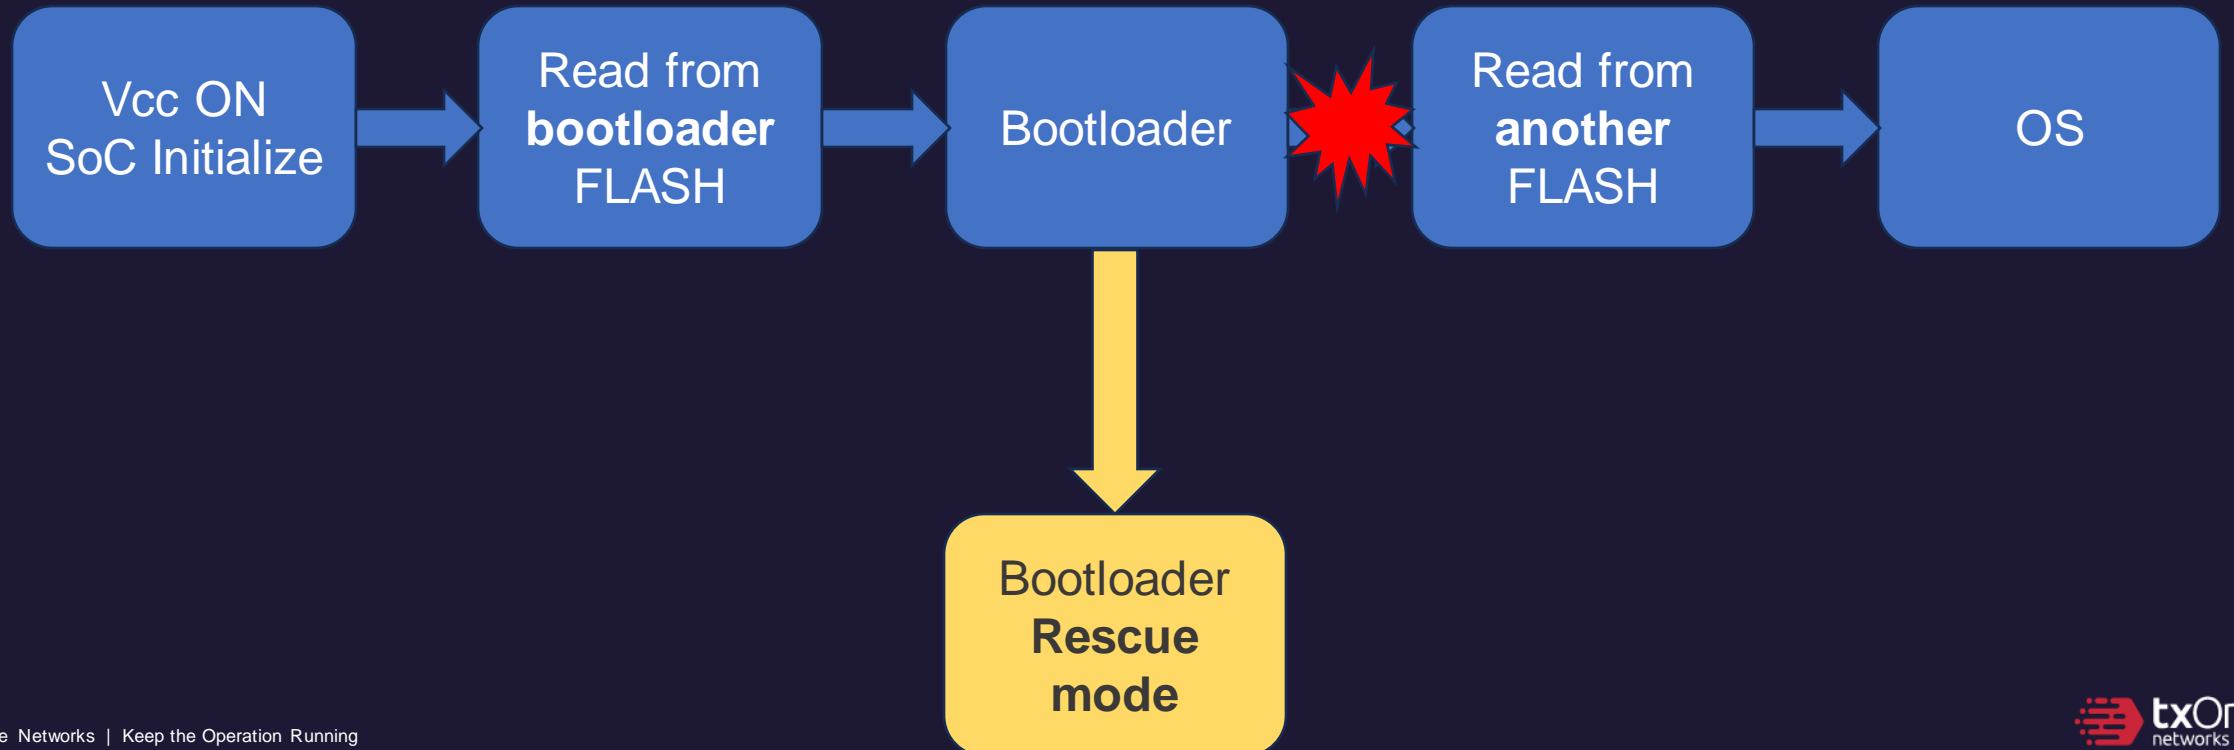 Vcc ON
SoC Initialize
Read from
bootloader
FLASH
Bootloader
Read from
another
FLASH
OS
Bootloader
Rescue
mode
e Networks | Keep the Operation Running
txOn
networks